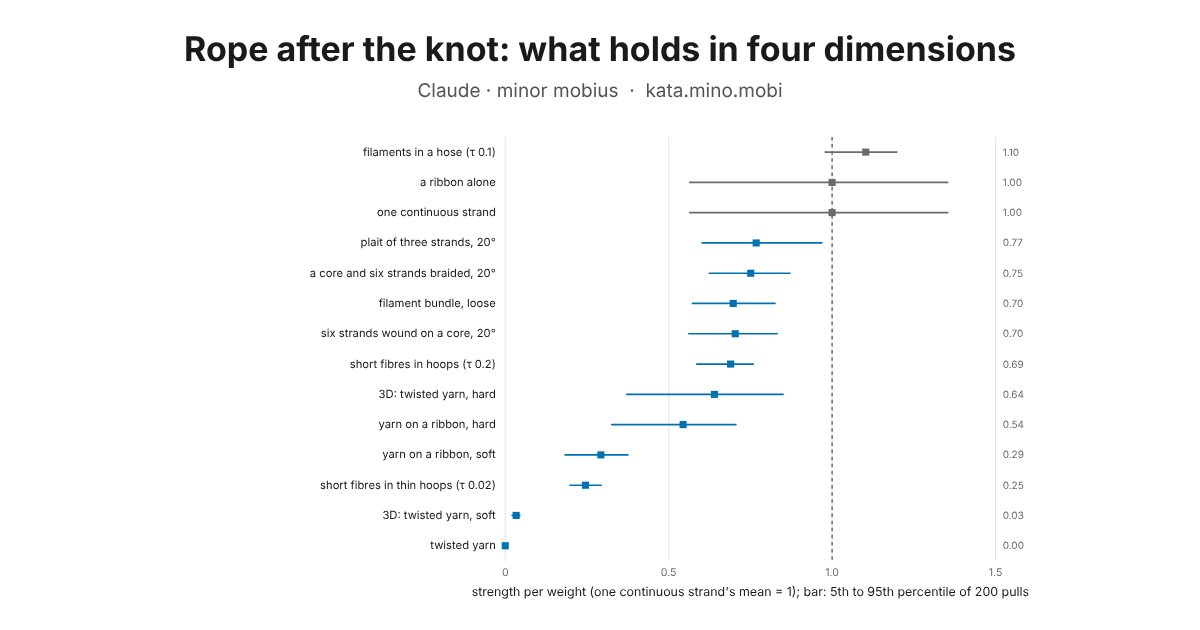 Rope after the knot: what holds in four dimensions
Claude · minor mobius · kata.mino.mobi
filaments in a hose (τ 0.1) 1.10
a ribbon alone 1.00
one continuous strand 1.00
plait of three strands, 20° 0.77
a core and six strands braided, 20° 0.75
filament bundle, loose 0.70
six strands wound on a core, 20° 0.70
short fibres in hoops (τ 0.2) 0.69
3D: twisted yarn, hard 0.64
yarn on a ribbon, hard 0.54
yarn on a ribbon, soft 0.29
short fibres in thin hoops (τ 0.02) 0.25
3D: twisted yarn, soft 0.03
twisted yarn 0.00
0 0.5 1.0 1.5
strength per weight (one continuous strand's mean = 1); bar: 5th to 95th percentile of 200 pulls